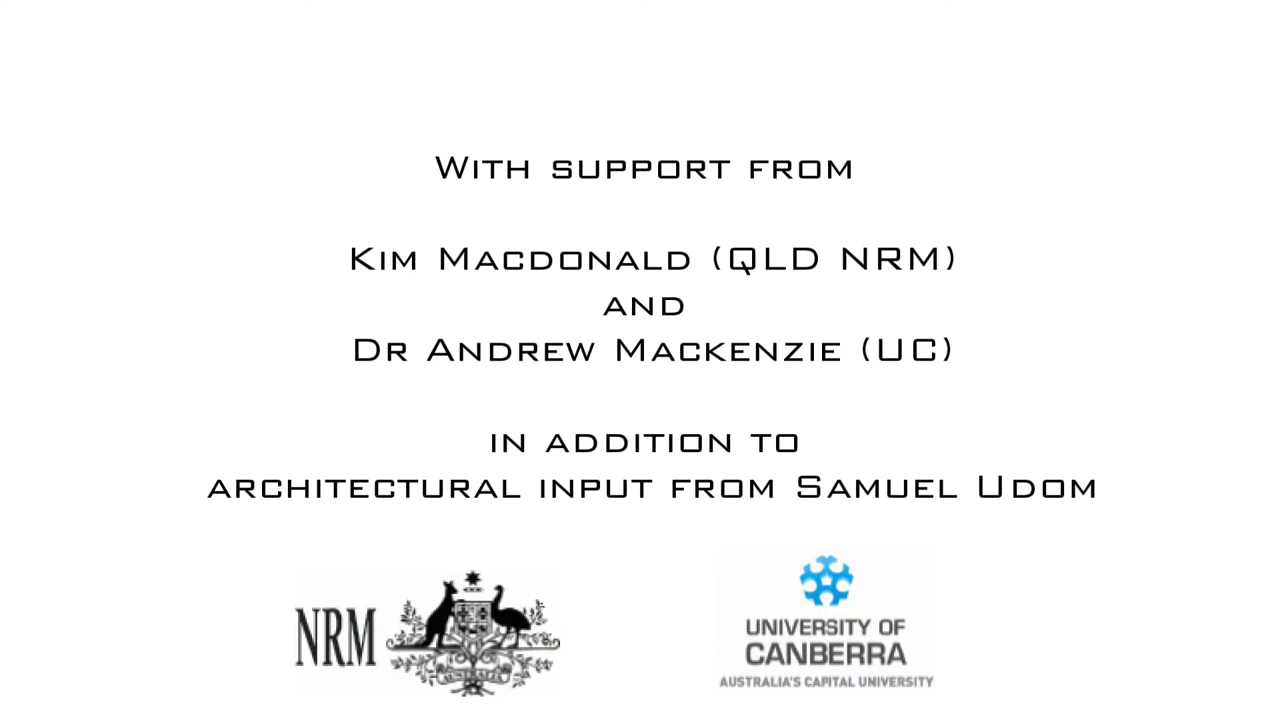 With support from
Kim Macdonald (QLD NRM)
and
Dr Andrew Mackenzie (UC)
in addition to
architectural input from Samuel Udom
NRM
AUSTRALIA
UNIVERSITY OF
CANBERRA
AUSTRALIA'S CAPITAL UNIVERSITY